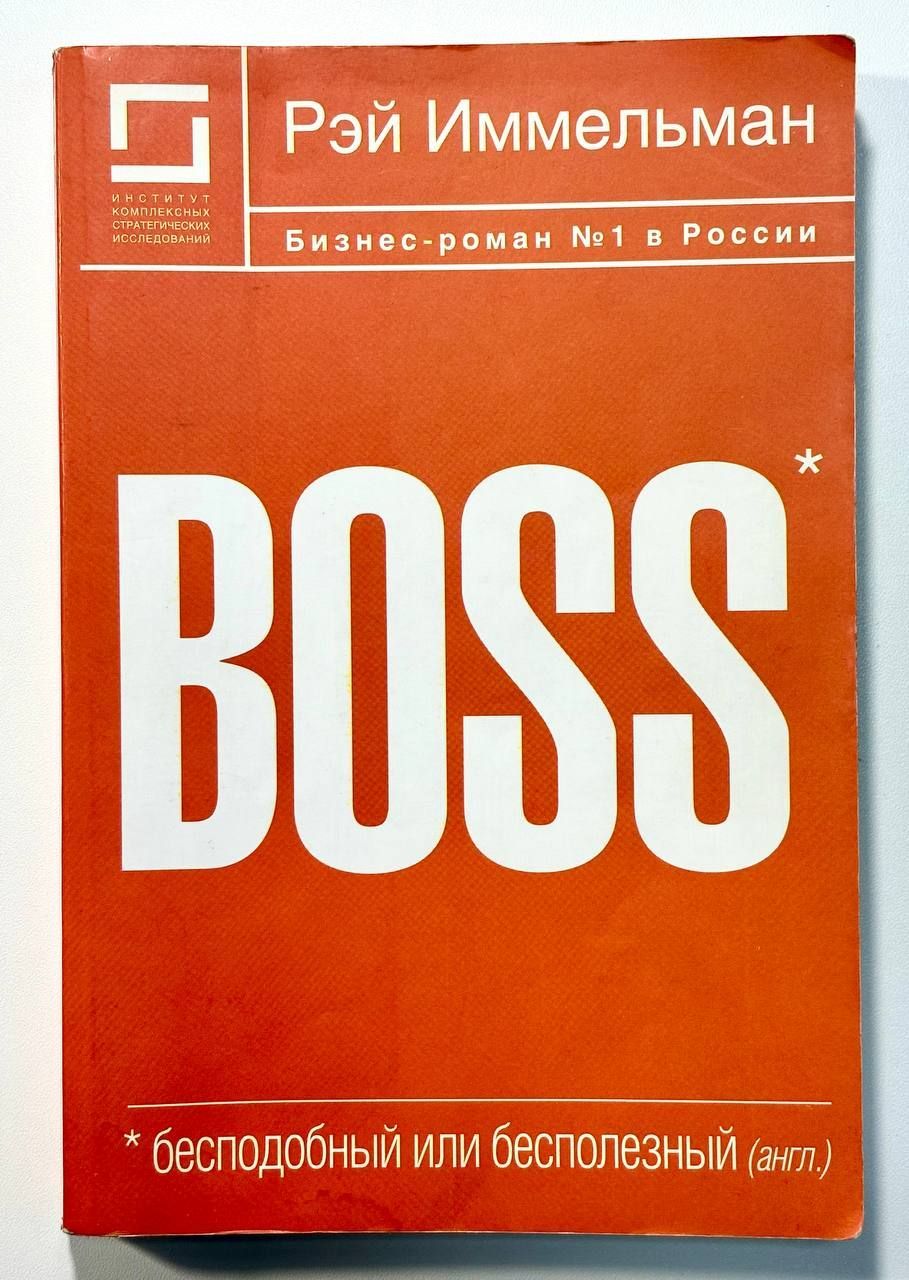 ИНСТИТУТ
КОМПЛЕКСНЫХ
СТРАТЕГИЧЕСКИХ
ИССЛЕДОВАНИЙ
Рэй Иммельман
Бизнес-роман №1 в России
BOSS*
* бесподобный или бесполезный (англ.)